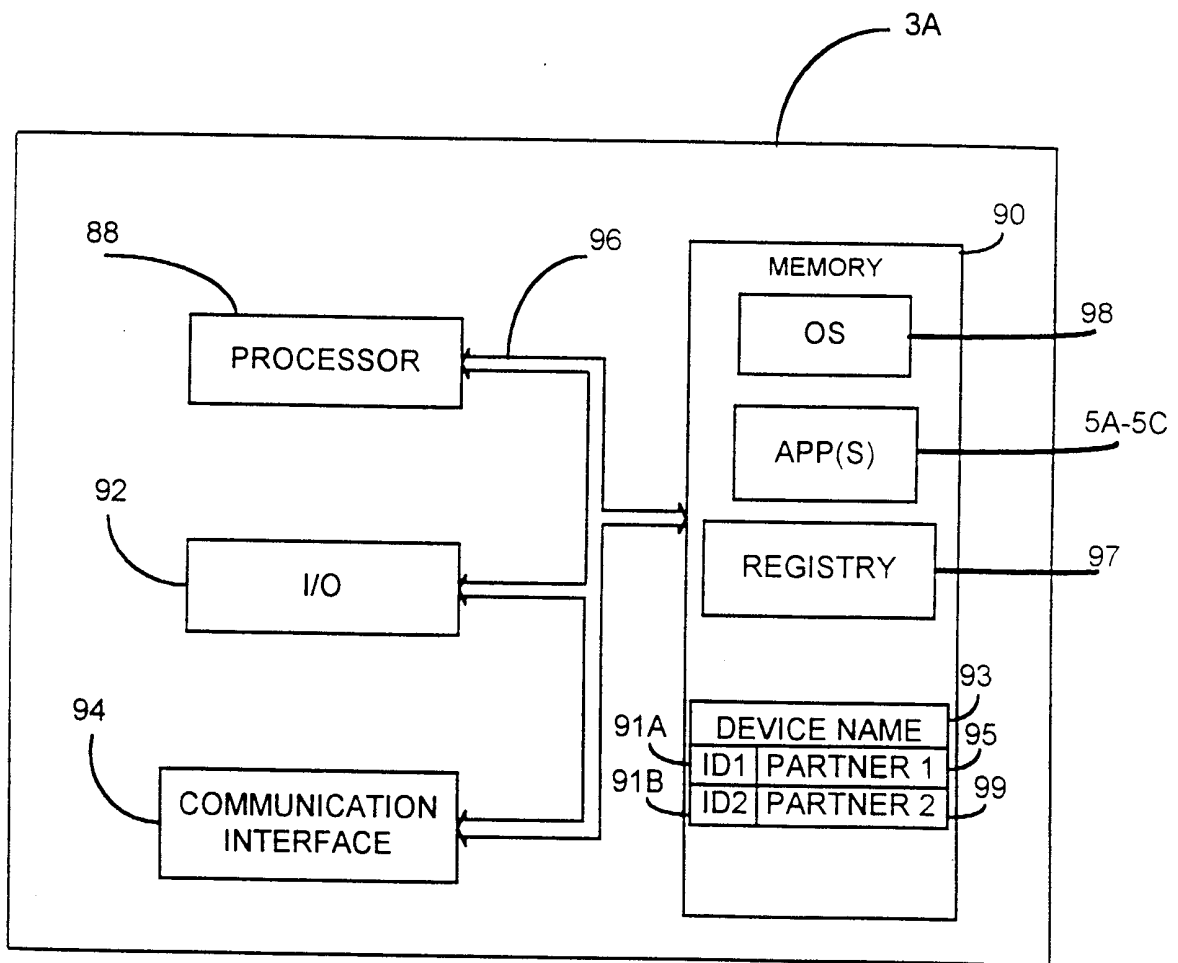 3A
90
88
96
MEMORY
OS
98
PROCESSOR
APP(S)
5A-5C
92
I/O
REGISTRY
97
94
93
91A
DEVICE NAME
95
ID1 PARTNER 1
91B
ID2 PARTNER 2
99
COMMUNICATION
INTERFACE